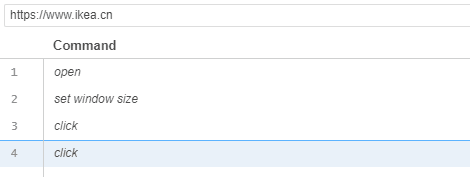 https://www.ikea.cn
Command
1 open
2 set window size
3 click
4 click